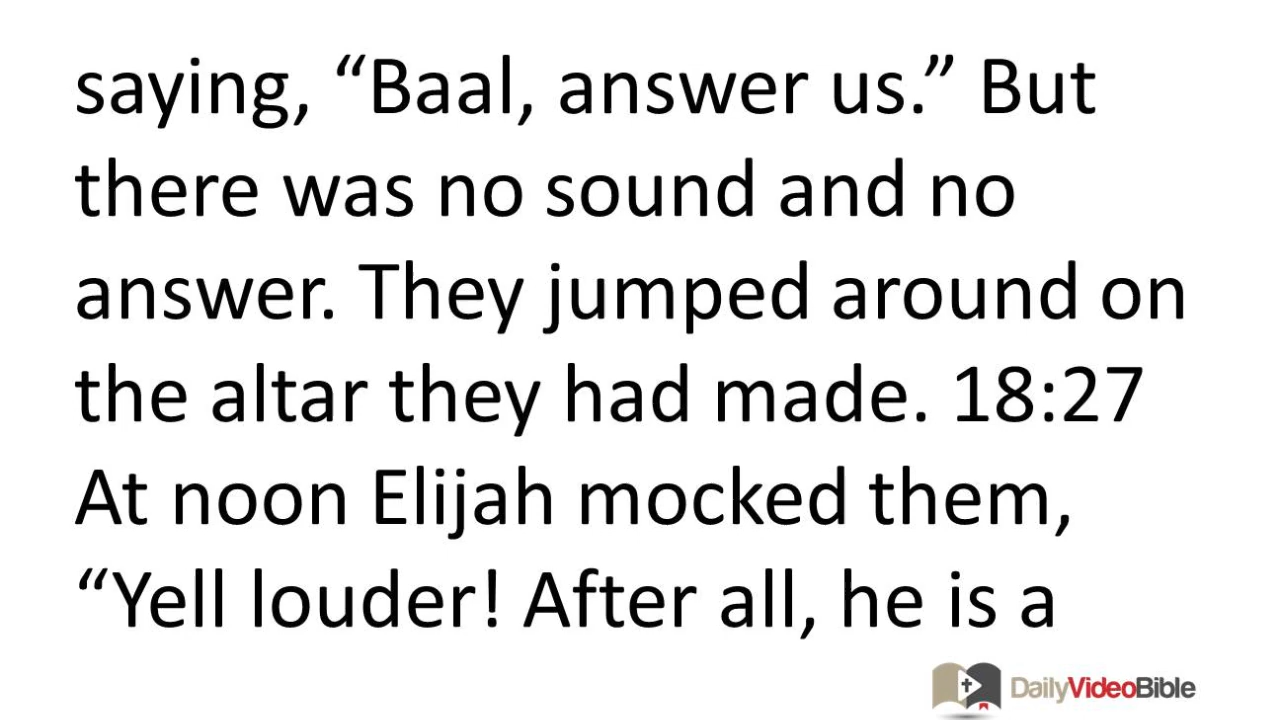 saying, “Baal, answer us.” But
there was no sound and no
answer. They jumped around on
the altar they had made. 18:27
At noon Elijah mocked them,
“Yell louder! After all, he is a
DailyVideoBible